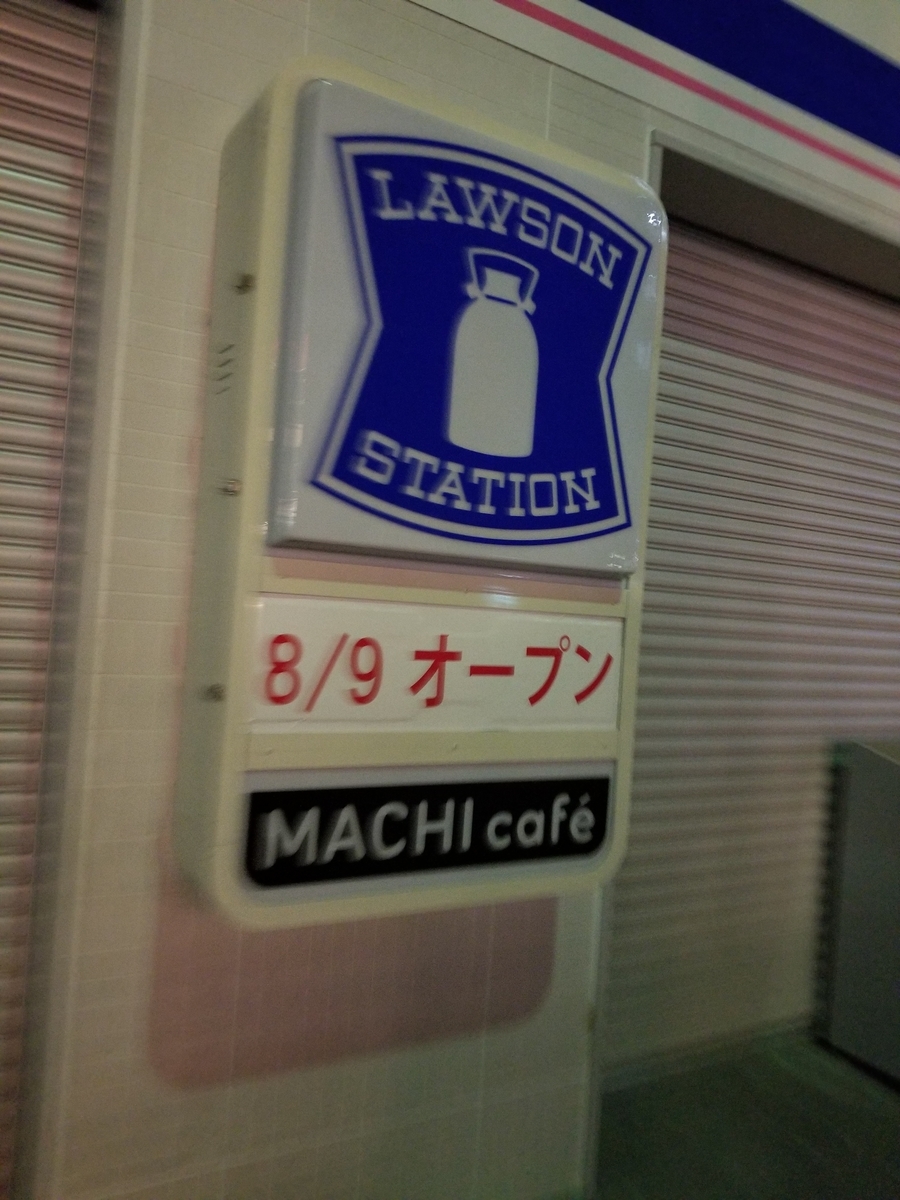 LAWSON
STATION
8/9 オープン
MACHI café